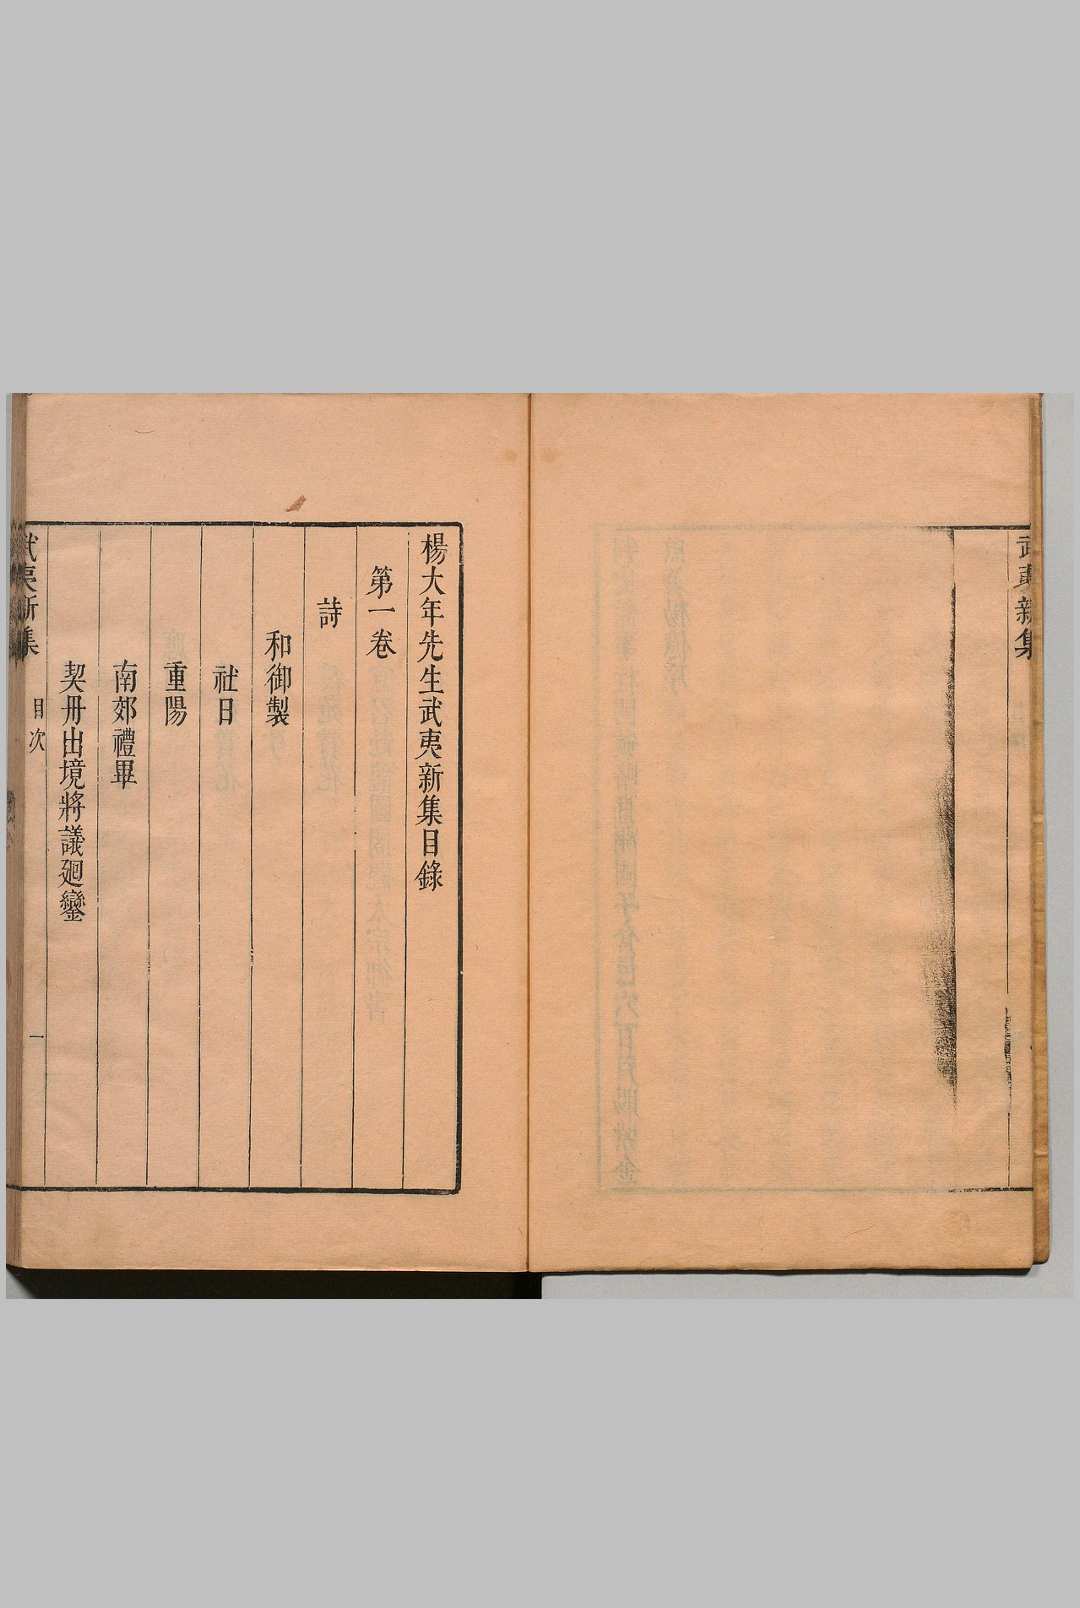 武夷新集
楊大年先生武夷新集目錄
第一卷
詩
和御製
社日
重陽
南郊禮畢
契丹出境將議廻鑾
武夷新集
目次
一